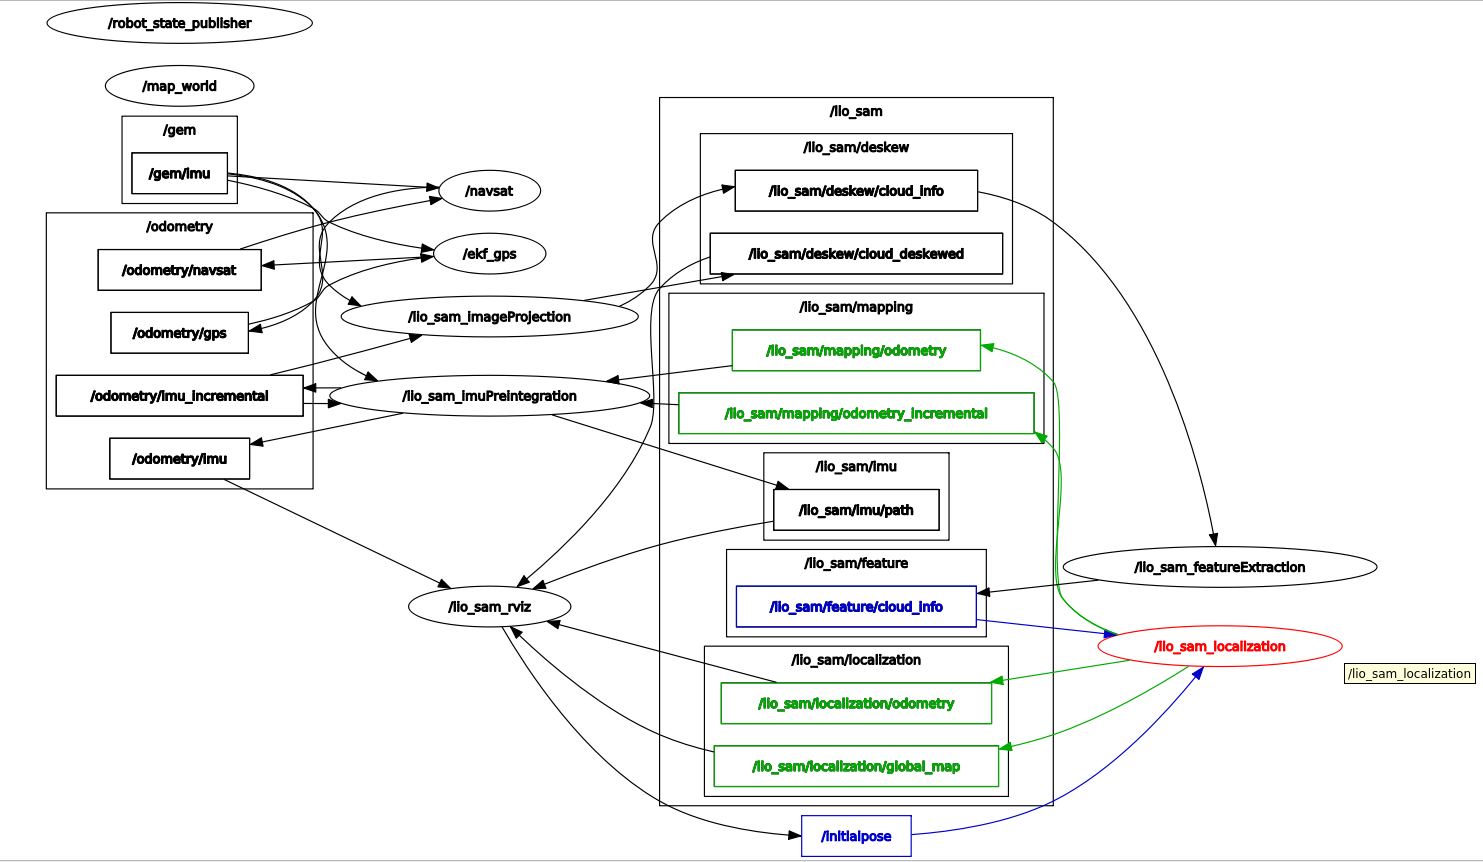 /robot_state_publisher
/map_world
/gem
/gem/imu
/odometry
/odometry/navsat
/odometry/gps
/odometry/imu_incremental
/odometry/imu
/navsat
/ekf_gps
/lio_sam_imageProjection
/lio_sam_imuPreintegration
/lio_sam_rviz
/lio_sam
/lio_sam/deskew
/lio_sam/deskew/cloud_info
/lio_sam/deskew/cloud_deskewed
/lio_sam/mapping
/lio_sam/mapping/odometry
/lio_sam/mapping/odometry_incremental
/lio_sam/imu
/lio_sam/imu/path
/lio_sam/feature
/lio_sam/feature/cloud_info
/lio_sam/localization
/lio_sam/localization/odometry
/lio_sam/localization/global_map
/initialpose
/lio_sam_featureExtraction
/lio_sam_localization
/lio_sam_localization